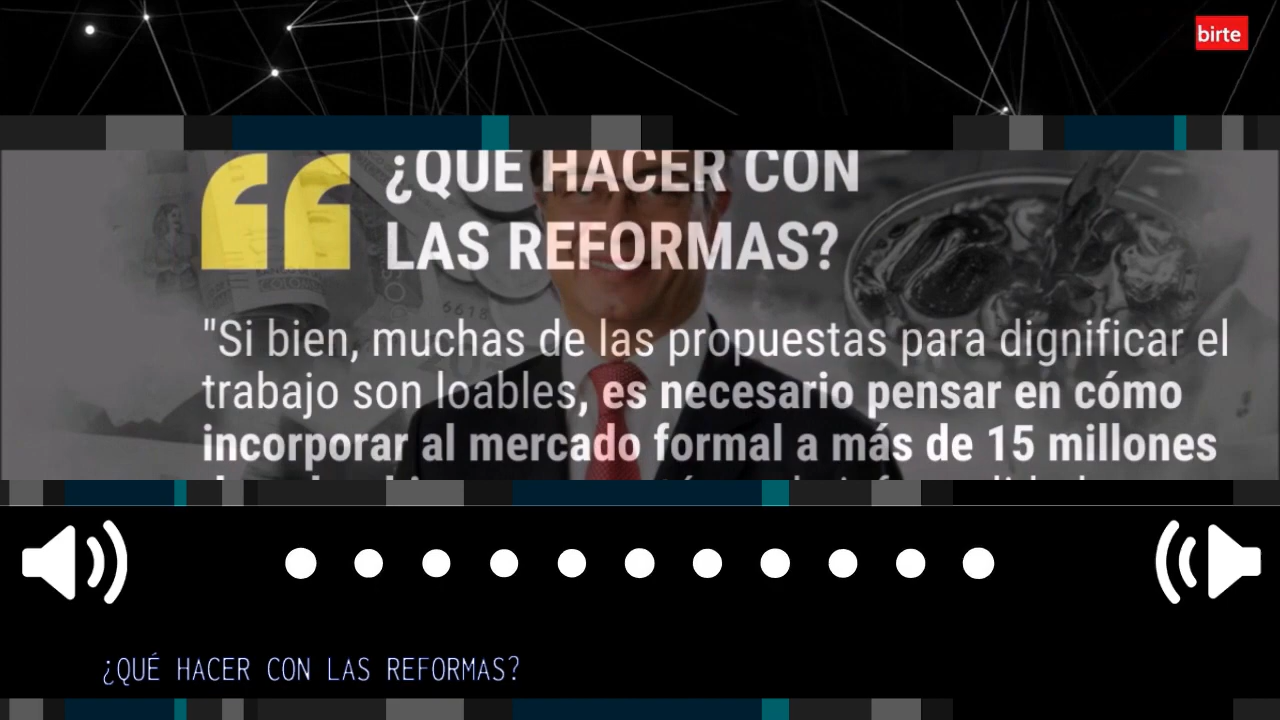 birte
¿QUÉ HACER CON
LAS REFORMAS?
"Si bien, muchas de las propuestas para dignificar el
trabajo son loables, es necesario pensar en cómo
incorporar al mercado formal a más de 15 millones
¿QUÉ HACER CON LAS REFORMAS?